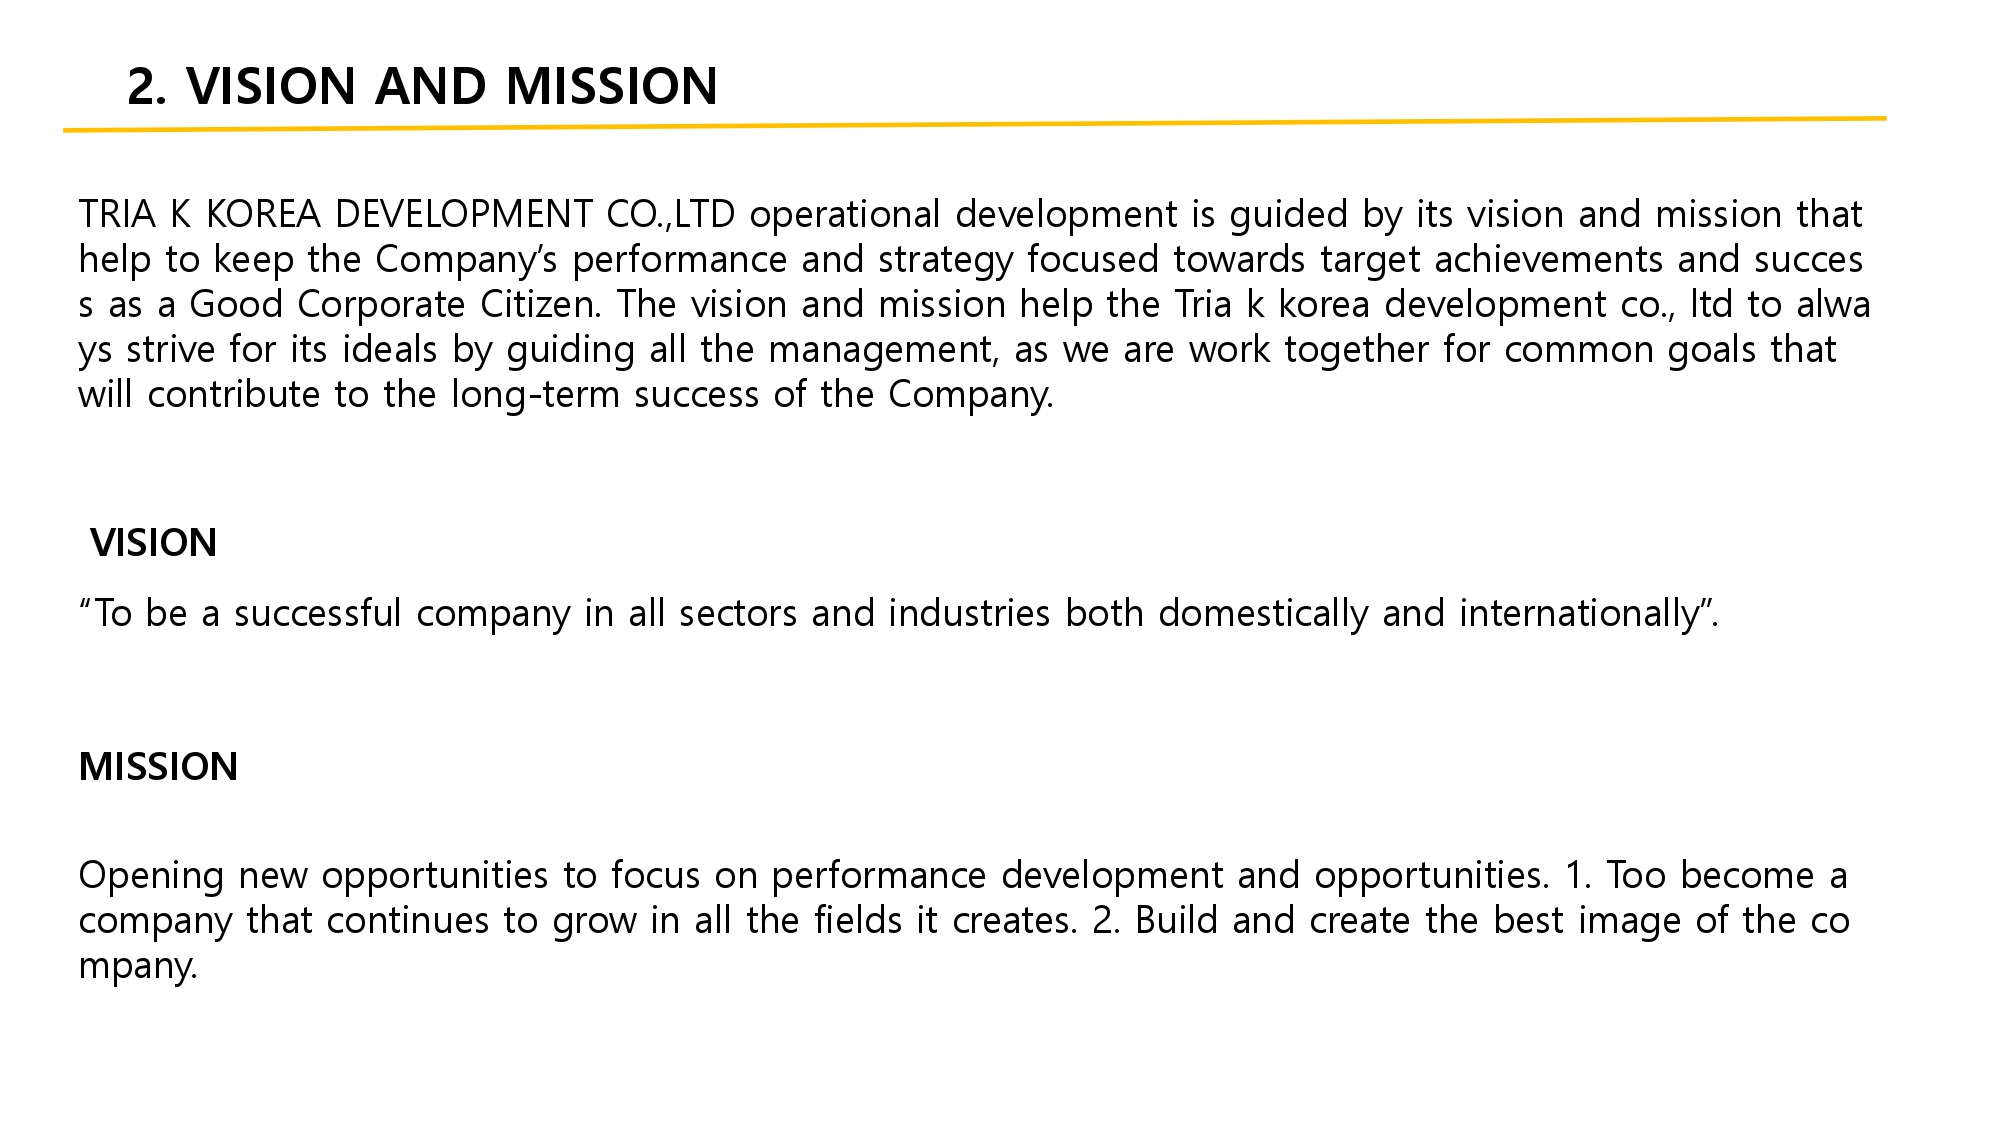 2. VISION AND MISSION
TRIA K KOREA DEVELOPMENT CO.,LTD operational development is guided by its vision and mission that
help to keep the Company’s performance and strategy focused towards target achievements and succes
s as a Good Corporate Citizen. The vision and mission help the Tria k korea development co., ltd to alwa
ys strive for its ideals by guiding all the management, as we are work together for common goals that
will contribute to the long-term success of the Company.
VISION
“To be a successful company in all sectors and industries both domestically and internationally”.
MISSION
Opening new opportunities to focus on performance development and opportunities. 1. Too become a
company that continues to grow in all the fields it creates. 2. Build and create the best image of the co
mpany.